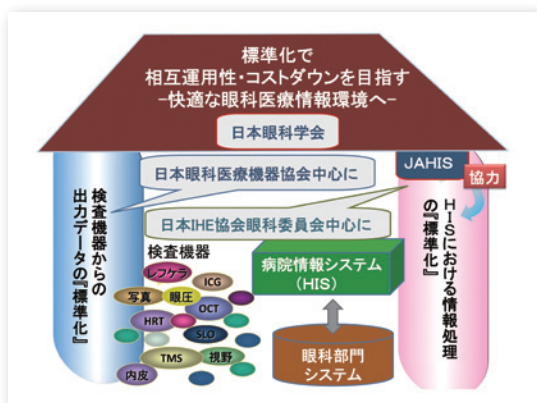 標準化で
相互運用性・コストダウンを目指す
-快適な眼科医療情報環境へ-
日本眼科学会
日本眼科医療機器協会中心に
JAHIS
協力
日本IHE協会眼科委員会中心に
検査機器からの
出力データの『標準化』
検査機器
レフケラ
ICG
写真
眼圧
OCT
HRT
SLO
TMS
視野
内皮
病院情報システム
(HIS)
眼科部門
システム
HISにおける情報処理
の『標準化』